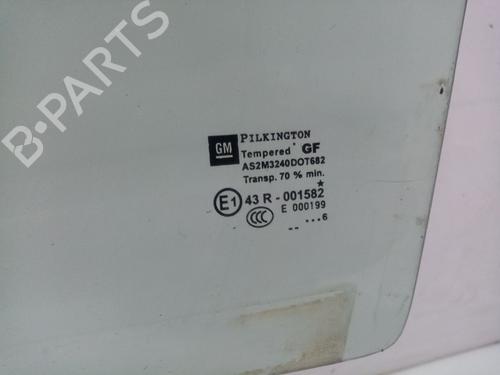 B-PARTS
GM PILKINGTON
Tempered GF
AS2M3240DOT682
Transp. 70 % min.
E1 43 R - 001582
CCC E 000199
-- ...6